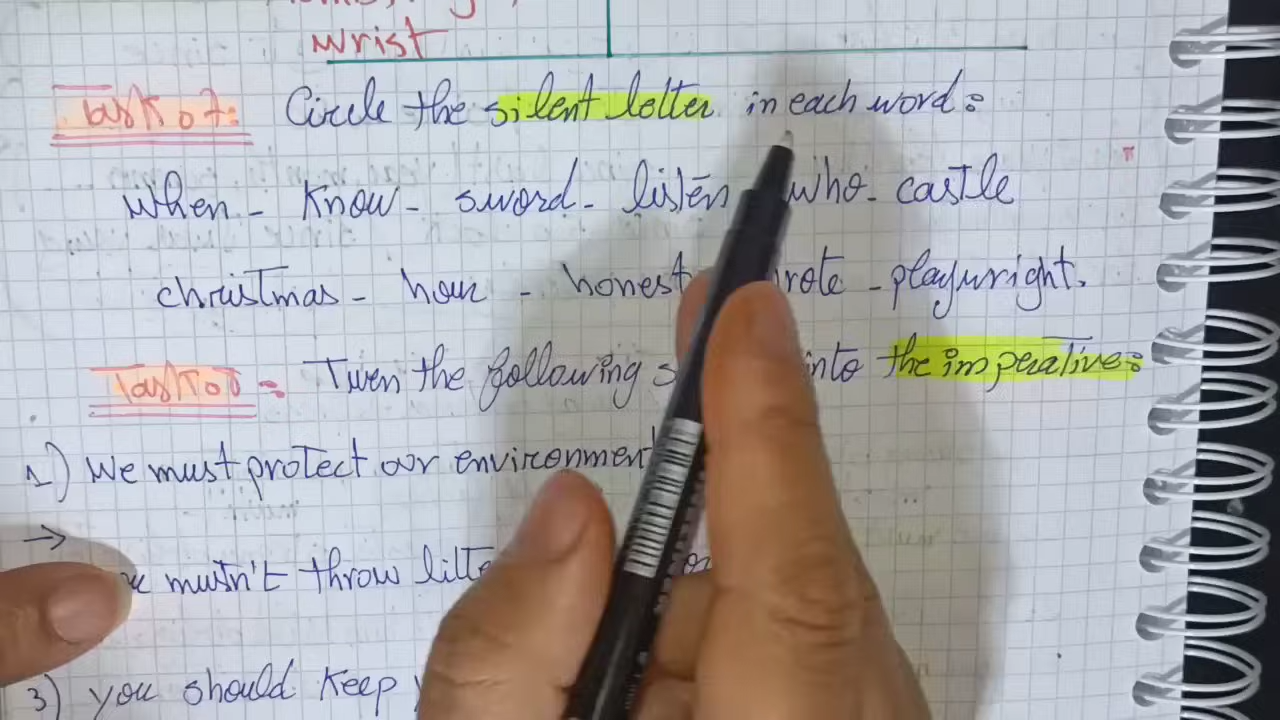 wrist
Task 07: Circle the silent letter in each word:
when - know - sword - listen who - castle
christmas - hour - honest wrote - playwright.
Task 08: Turn the following into the imperative:
1) We must protect our environment
→
mustn't throw litte
3) you should keep